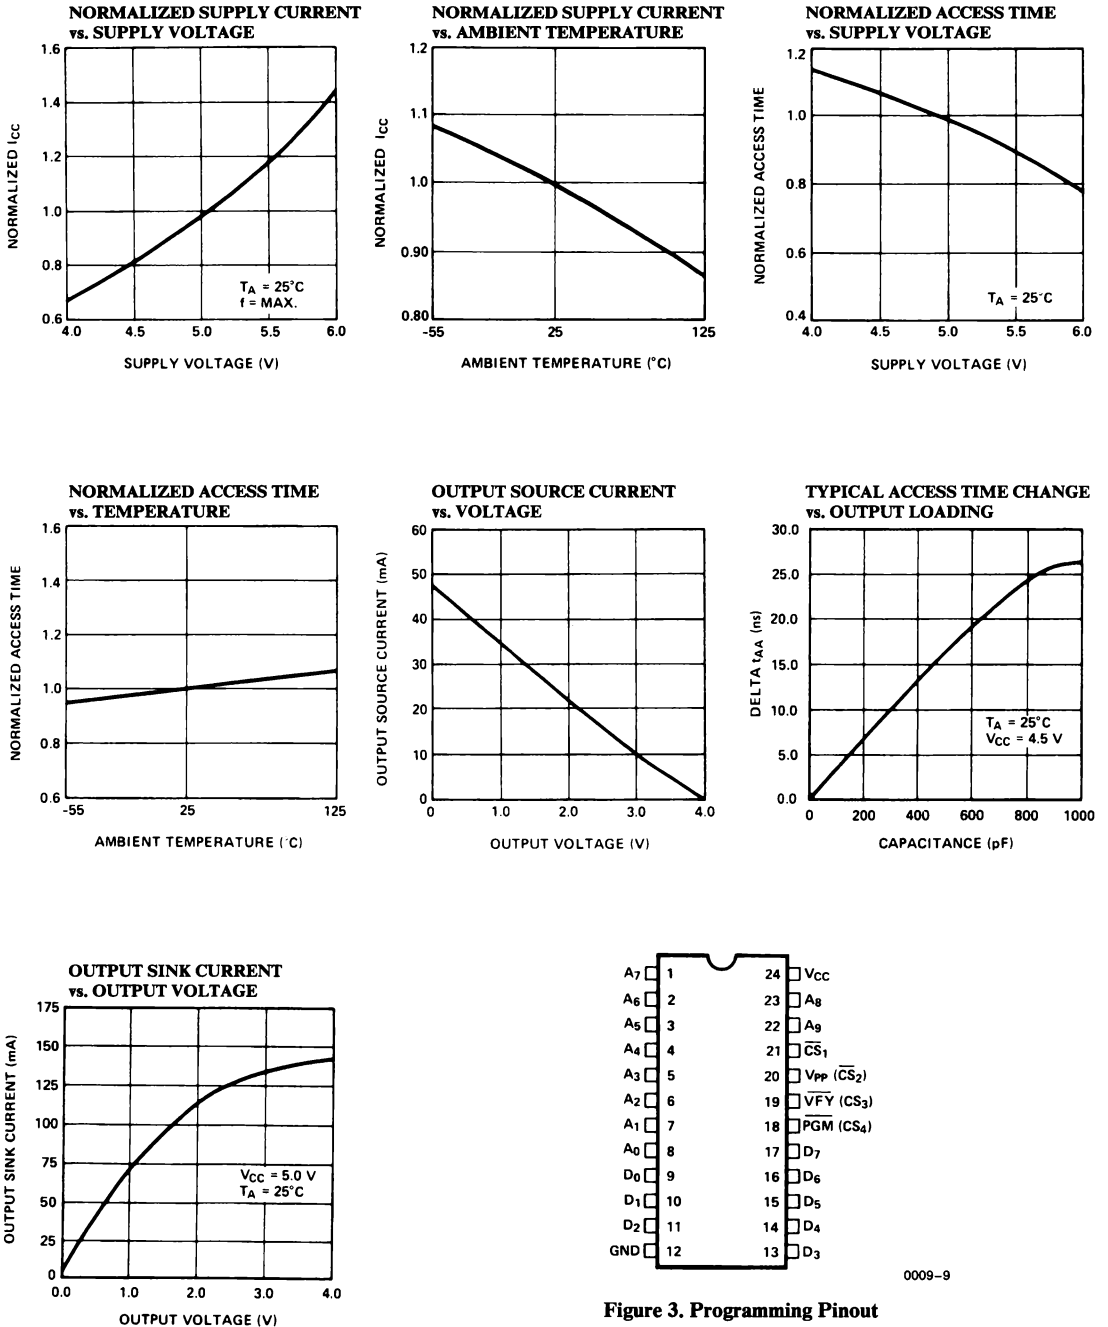 NORMALIZED SUPPLY CURRENT
vs. SUPPLY VOLTAGE
1.6
1.4
1.2
1.0
0.8
0.6
NORMALIZED ICC
TA = 25°C
f = MAX.
4.0 4.5 5.0 5.5 6.0
SUPPLY VOLTAGE (V)
NORMALIZED SUPPLY CURRENT
vs. AMBIENT TEMPERATURE
1.2
1.1
1.0
0.90
0.80
NORMALIZED ICC
-55 25 125
AMBIENT TEMPERATURE (°C)
NORMALIZED ACCESS TIME
vs. SUPPLY VOLTAGE
1.2
1.0
0.8
0.6
0.4
NORMALIZED ACCESS TIME
TA = 25°C
4.0 4.5 5.0 5.5 6.0
SUPPLY VOLTAGE (V)
NORMALIZED ACCESS TIME
vs. TEMPERATURE
1.6
1.4
1.2
1.0
0.8
0.6
NORMALIZED ACCESS TIME
-55 25 125
AMBIENT TEMPERATURE (°C)
OUTPUT SOURCE CURRENT
vs. VOLTAGE
60
50
40
30
20
10
0
OUTPUT SOURCE CURRENT (mA)
0 1.0 2.0 3.0 4.0
OUTPUT VOLTAGE (V)
TYPICAL ACCESS TIME CHANGE
vs. OUTPUT LOADING
30.0
25.0
20.0
15.0
10.0
5.0
0.0
DELTA tAA (ns)
TA = 25°C
VCC = 4.5 V
0 200 400 600 800 1000
CAPACITANCE (pF)
OUTPUT SINK CURRENT
vs. OUTPUT VOLTAGE
175
150
125
100
75
50
25
0
OUTPUT SINK CURRENT (mA)
VCC = 5.0 V
TA = 25°C
0.0 1.0 2.0 3.0 4.0
OUTPUT VOLTAGE (V)
A7 1 24 VCC
A6 2 23 A8
A5 3 22 A9
A4 4 21 C̅S̅1
A3 5 20 VPP (C̅S̅2)
A2 6 19 V̅F̅Y̅ (CS3)
A1 7 18 P̅G̅M̅ (CS4)
A0 8 17 D7
D0 9 16 D6
D1 10 15 D5
D2 11 14 D4
GND 12 13 D3
0009–9
Figure 3. Programming Pinout